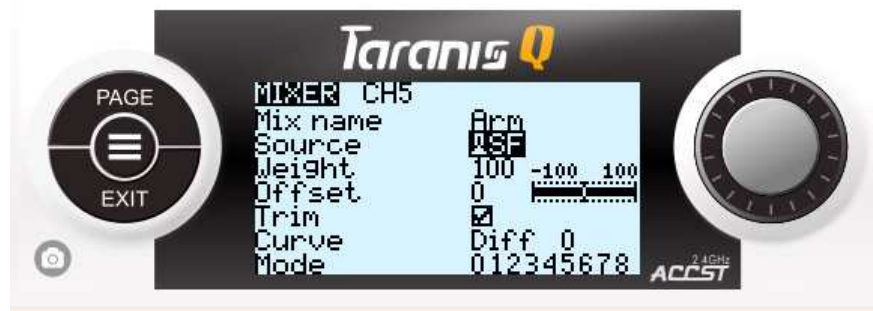 Taranis Q
PAGE
EXIT
MIXER CH5
Mix name Arm
Source SF
Weight 100 -100 100
Offset 0
Trim
Curve Diff 0
Mode 012345678
2.4GHz
ACCST